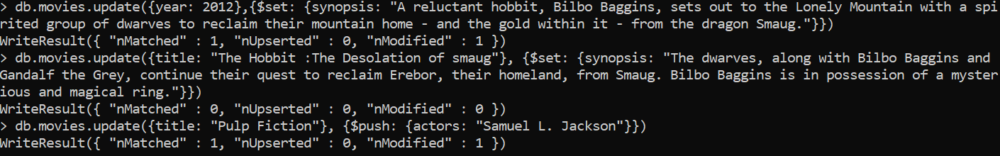 > db.movies.update({year: 2012},{$set: {synopsis: "A reluctant hobbit, Bilbo Baggins, sets out to the Lonely Mountain with a spi
rited group of dwarves to reclaim their mountain home - and the gold within it - from the dragon Smaug."}})
WriteResult({ "nMatched" : 1, "nUpserted" : 0, "nModified" : 1 })
> db.movies.update({title: "The Hobbit :The Desolation of smaug"}, {$set: {synopsis: "The dwarves, along with Bilbo Baggins and
Gandalf the Grey, continue their quest to reclaim Erebor, their homeland, from Smaug. Bilbo Baggins is in possession of a myster
ious and magical ring."}})
WriteResult({ "nMatched" : 0, "nUpserted" : 0, "nModified" : 0 })
> db.movies.update({title: "Pulp Fiction"}, {$push: {actors: "Samuel L. Jackson"}})
WriteResult({ "nMatched" : 1, "nUpserted" : 0, "nModified" : 1 })